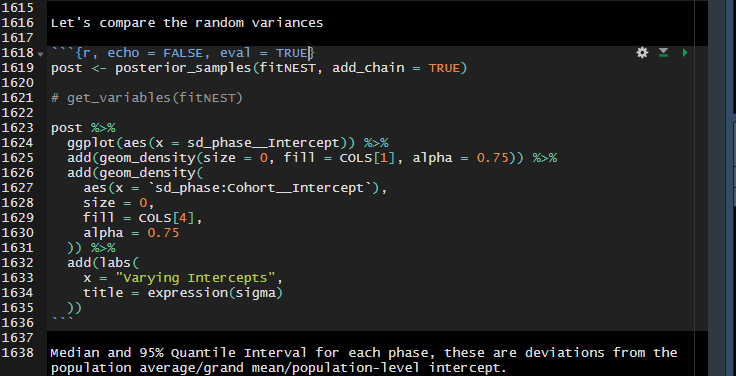 1615
1616 Let's compare the random variances
1617
1618 ```{r, echo = FALSE, eval = TRUE}
1619 post <- posterior_samples(fitNEST, add_chain = TRUE)
1620
1621 # get_variables(fitNEST)
1622
1623 post %>%
1624   ggplot(aes(x = sd_phase__Intercept)) %>%
1625   add(geom_density(size = 0, fill = COLS[1], alpha = 0.75)) %>%
1626   add(geom_density(
1627     aes(x = `sd_phase:Cohort__Intercept`),
1628     size = 0,
1629     fill = COLS[4],
1630     alpha = 0.75
1631   )) %>%
1632   add(labs(
1633     x = "Varying Intercepts",
1634     title = expression(sigma)
1635   ))
1636 ```
1637
1638 Median and 95% Quantile Interval for each phase, these are deviations from the
population average/grand mean/population-level intercept.